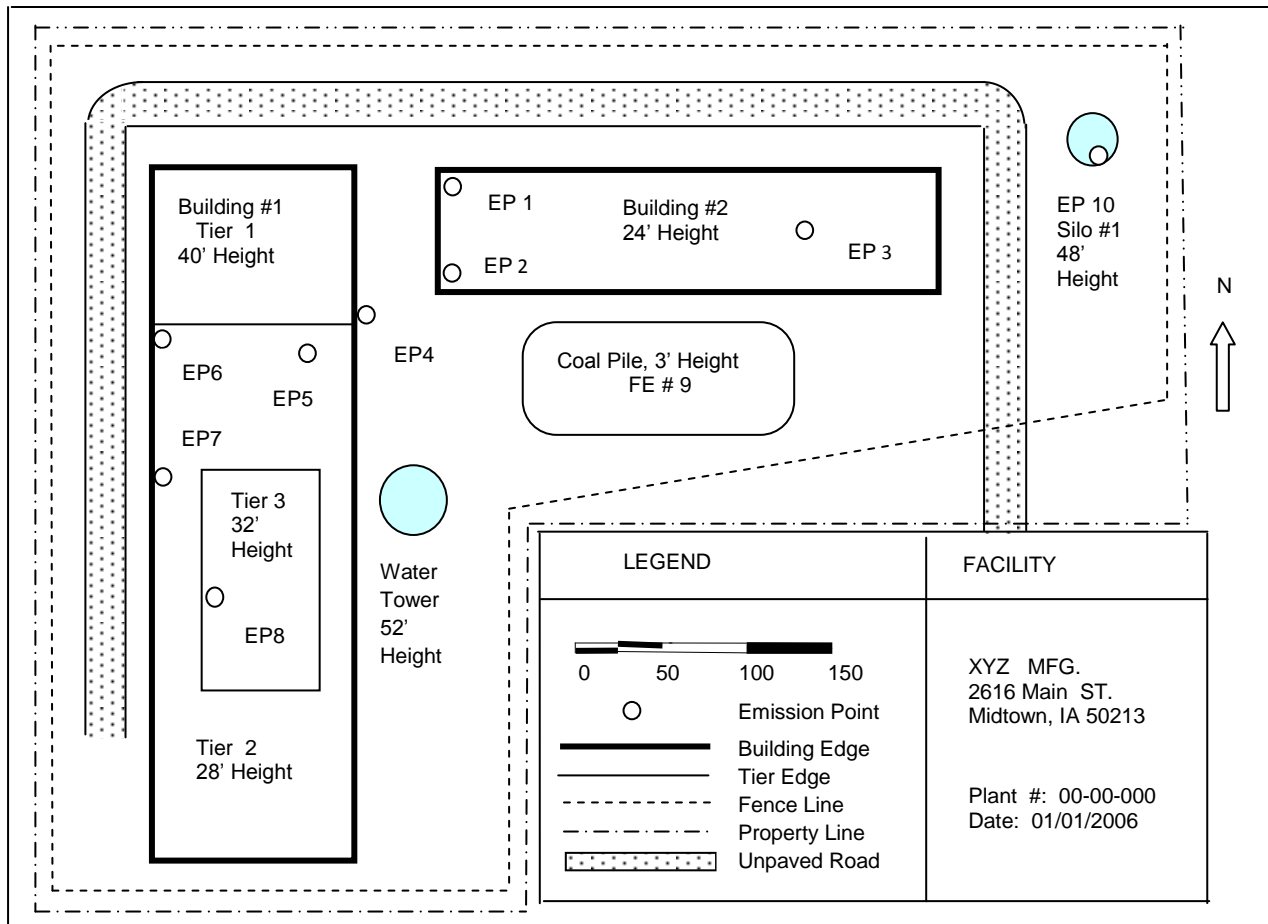 Building #1
Tier 1
40' Height
EP 1
EP 2
Building #2
24' Height
EP 3
EP 10
Silo #1
48'
Height
N
EP4
EP6
EP5
EP7
Coal Pile, 3' Height
FE # 9
Tier 3
32'
Height
EP8
Water
Tower
52'
Height
Tier 2
28' Height
LEGEND
0 50 100 150
Emission Point
Building Edge
Tier Edge
Fence Line
Property Line
Unpaved Road
FACILITY
XYZ MFG.
2616 Main ST.
Midtown, IA 50213
Plant #: 00-00-000
Date: 01/01/2006